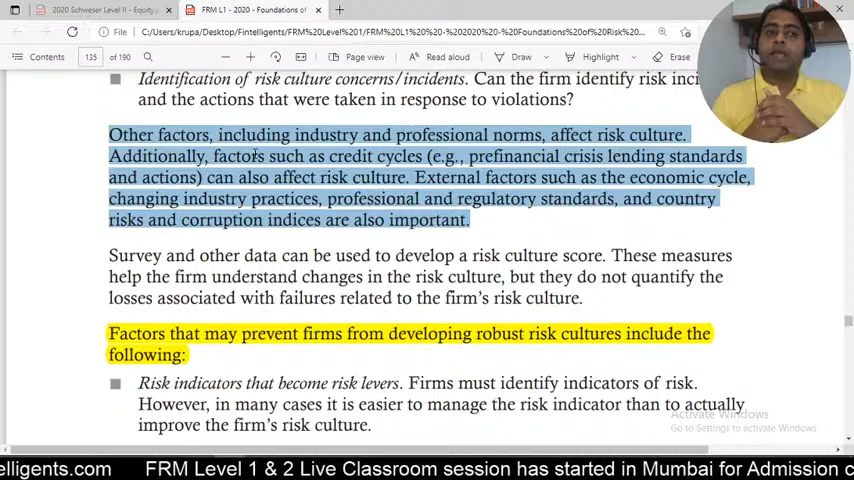 2020 Schweser Level II - Equity.p
FRM L1 - 2020 - Foundations of
C:/Users/krupa/Fintelligents/FRM%20Level%201/FRM%20L1%20-%202020%20-%20Foundations%20of%20Risk%20...
Contents 135 of 190 Page view Read aloud Draw Highlight Erase
Identification of risk culture concerns/incidents. Can the firm identify risk inci
and the actions that were taken in response to violations?
Other factors, including industry and professional norms, affect risk culture.
Additionally, factors such as credit cycles (e.g., prefinancial crisis lending standards
and actions) can also affect risk culture. External factors such as the economic cycle,
changing industry practices, professional and regulatory standards, and country
risks and corruption indices are also important.
Survey and other data can be used to develop a risk culture score. These measures
help the firm understand changes in the risk culture, but they do not quantify the
losses associated with failures related to the firm's risk culture.
Factors that may prevent firms from developing robust risk cultures include the
following:
Risk indicators that become risk levers. Firms must identify indicators of risk.
However, in many cases it is easier to manage the risk indicator than to actually
improve the firm's risk culture.
Activate Windows
Go to Settings to activate Windows.
elligents.com FRM Level 1 & 2 Live Classroom session has started in Mumbai for Admission c